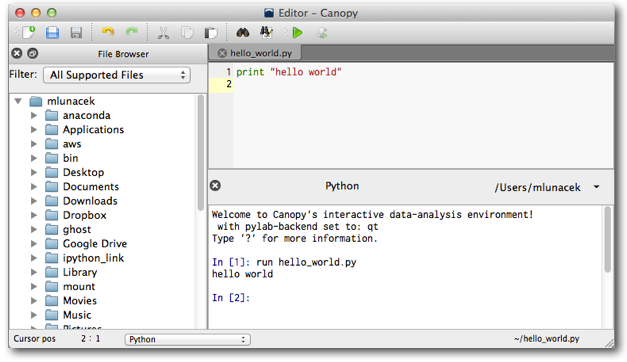 Editor – Canopy
File Browser
Filter: All Supported Files
mlunacek
anaconda
Applications
aws
bin
Desktop
Documents
Downloads
Dropbox
ghost
Google Drive
ipython_link
Library
mount
Movies
Music
Pictures
hello_world.py
1 print "hello world"
2
Python /Users/mlunacek
Welcome to Canopy's interactive data-analysis environment!
with pylab-backend set to: qt
Type '?' for more information.
In [1]: run hello_world.py
hello world
In [2]:
Cursor pos 2 : 1 Python ~/hello_world.py